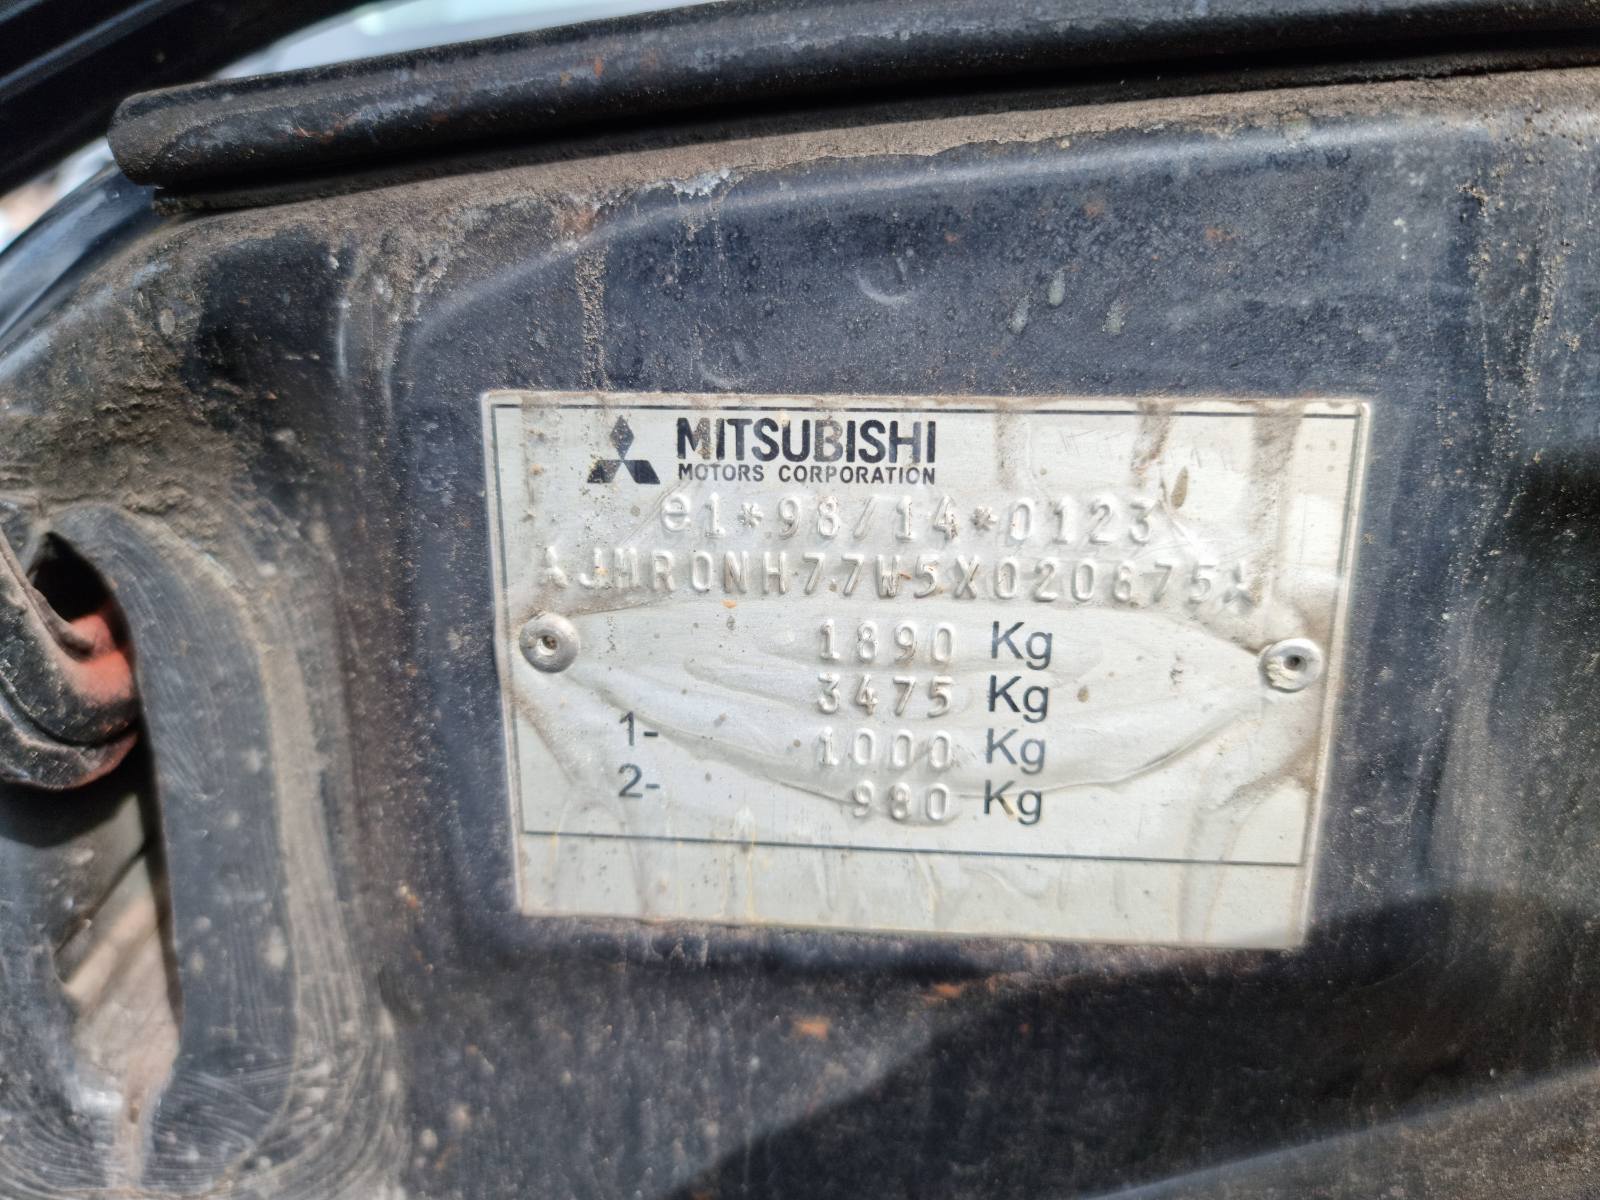 MITSUBISHI
MOTORS CORPORATION
e1*98/14*0123
⅄JMR0NH77W5X020675⅄
1890 Kg
3475 Kg
1- 1000 Kg
2- 980 Kg